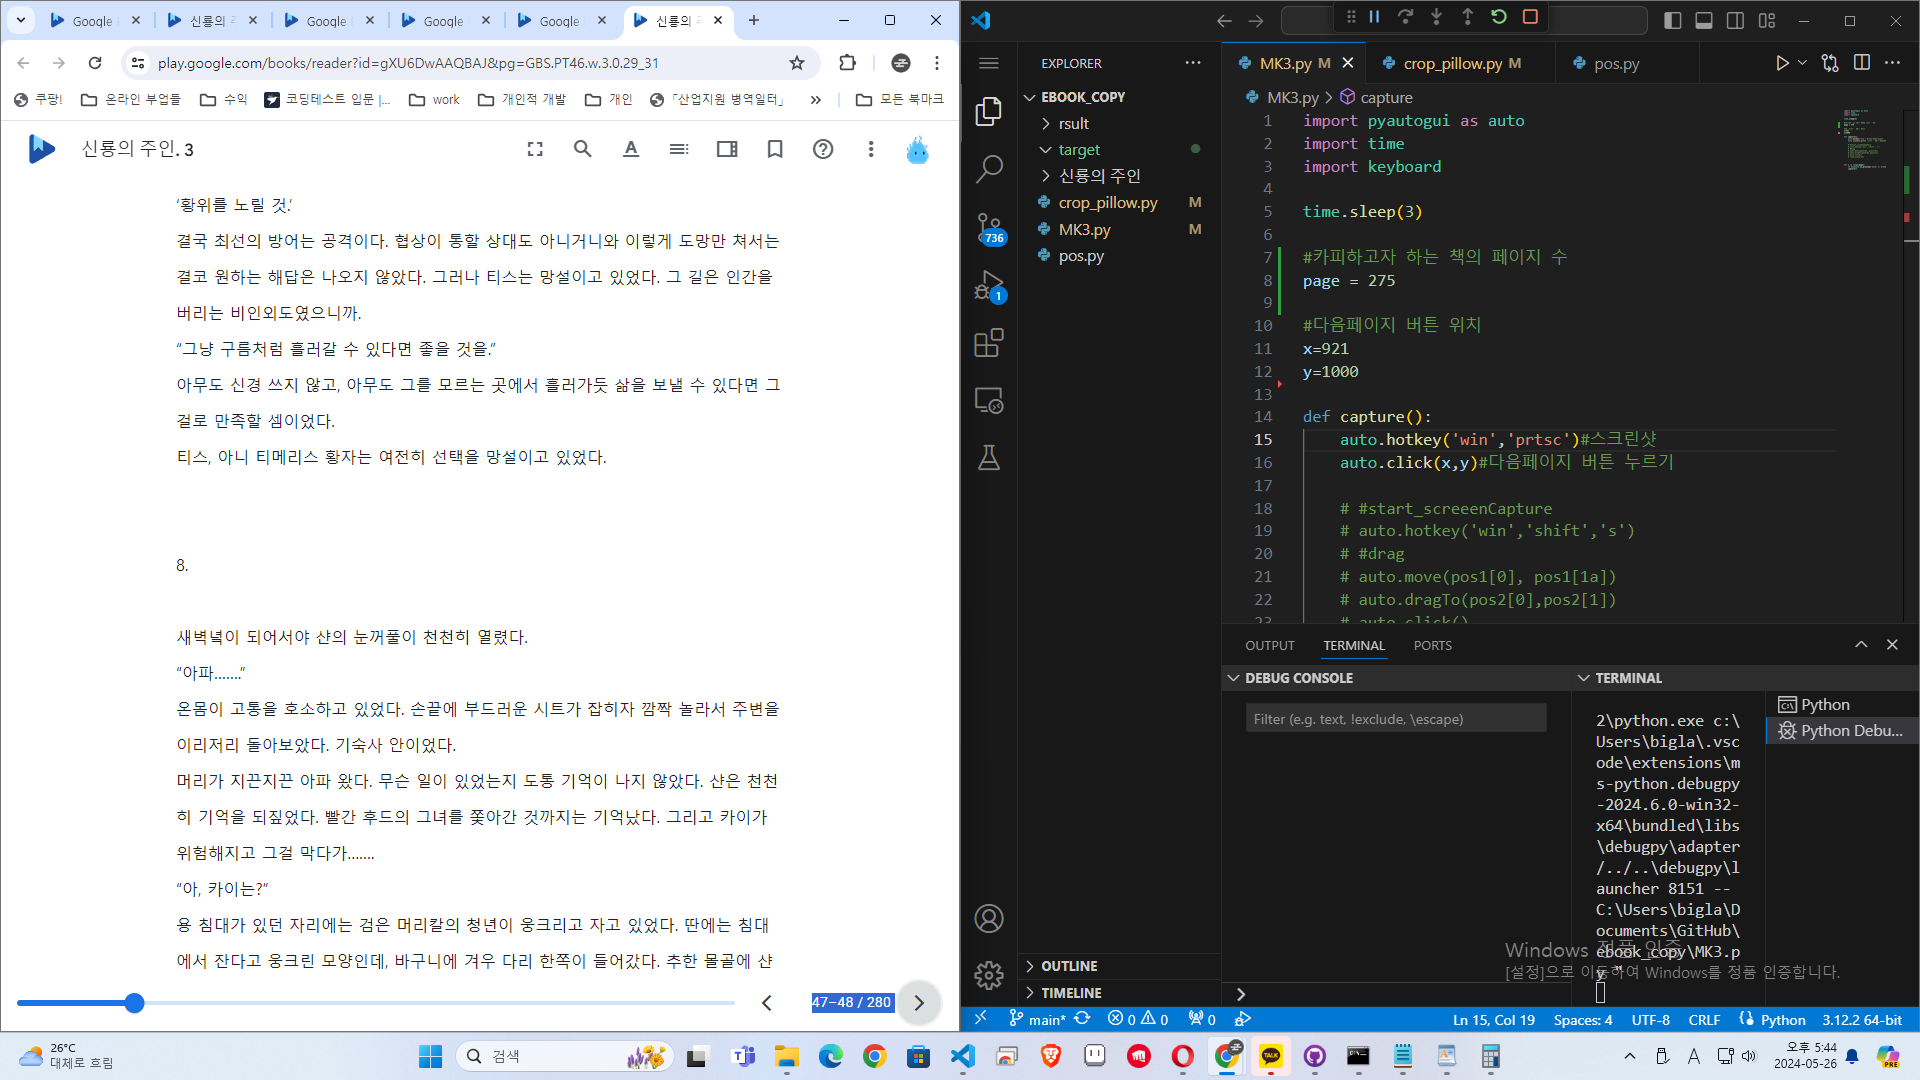 Google
신룡의 주
Google
Google
Google
신룡의 주
play.google.com/books/reader?id=gXU6DwAAQBAJ&pg=GBS.PT46.w.3.0.29_31
쿠팡!
온라인 부업들
수익
코딩테스트 입문 |...
work
개인적 개발
개인
「산업지원 병역일터」
»
모든 북마크
신룡의 주인. 3
‘황위를 노릴 것.’
결국 최선의 방어는 공격이다. 협상이 통할 상대도 아니거니와 이렇게 도망만 쳐서는
결코 원하는 해답은 나오지 않았다. 그러나 티스는 망설이고 있었다. 그 길은 인간을
버리는 비인외도였으니까.
“그냥 구름처럼 흘러갈 수 있다면 좋을 것을.”
아무도 신경 쓰지 않고, 아무도 그를 모르는 곳에서 흘러가듯 삶을 보낼 수 있다면 그
걸로 만족할 셈이었다.
티스, 아니 티메리스 황자는 여전히 선택을 망설이고 있었다.
8.
새벽녘이 되어서야 샨의 눈꺼풀이 천천히 열렸다.
“아파…….”
온몸이 고통을 호소하고 있었다. 손끝에 부드러운 시트가 잡히자 깜짝 놀라서 주변을
이리저리 돌아보았다. 기숙사 안이었다.
머리가 지끈지끈 아파 왔다. 무슨 일이 있었는지 도통 기억이 나지 않았다. 샨은 천천
히 기억을 되짚었다. 빨간 후드의 그녀를 쫓아간 것까지는 기억났다. 그리고 카이가
위험해지고 그걸 막다가…….
“아, 카이는?”
용 침대가 있던 자리에는 검은 머리칼의 청년이 웅크리고 자고 있었다. 딴에는 침대
에서 잔다고 웅크린 모양인데, 바구니에 겨우 다리 한쪽이 들어갔다. 추한 몰골에 샨
47–48 / 280
EXPLORER
EBOOK_COPY
rsult
target
신룡의 주인
crop_pillow.py M
MK3.py M
pos.py
736
1
OUTLINE
TIMELINE
MK3.py M
crop_pillow.py M
pos.py
MK3.py > capture
1 import pyautogui as auto
2 import time
3 import keyboard
4
5 time.sleep(3)
6
7 #카피하고자 하는 책의 페이지 수
8 page = 275
9
10 #다음페이지 버튼 위치
11 x=921
12 y=1000
13
14 def capture():
15 auto.hotkey('win','prtsc')#스크린샷
16 auto.click(x,y)#다음페이지 버튼 누르기
17
18 # #start_screeenCapture
19 # auto.hotkey('win','shift','s')
20 # #drag
21 # auto.move(pos1[0], pos1[1a])
22 # auto.dragTo(pos2[0],pos2[1])
23 # auto.click()
OUTPUT
TERMINAL
PORTS
DEBUG CONSOLE
Filter (e.g. text, !exclude, \escape)
TERMINAL
2\python.exe c:\
Users\bigla\.vsc
ode\extensions\m
s-python.debugpy
-2024.6.0-win32-
x64\bundled\libs
\debugpy\adapter
/../..\debugpy\l
auncher 8151 --
C:\Users\bigla\D
ocuments\GitHub\
ebook_copy\MK3.p
y "
Python
Python Debu...
Windows 정품 인증
[설정]으로 이동하여 Windows를 정품 인증합니다.
main*
0 0
0
Ln 15, Col 19
Spaces: 4
UTF-8
CRLF
Python
3.12.2 64-bit
26°C
대체로 흐림
검색
TALK
A
오후 5:44
2024-05-26
PRE